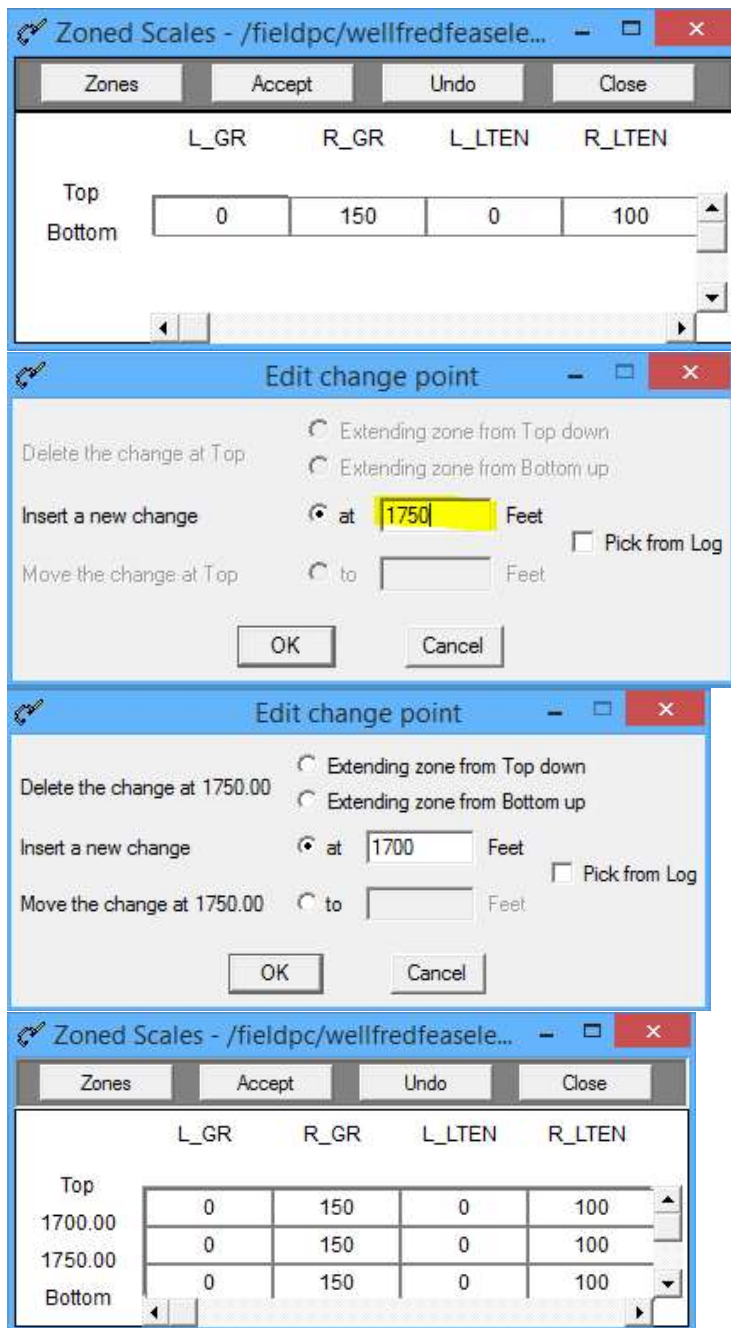 Zoned Scales - /fieldpc/wellfredfeasele...
Zones Accept Undo Close
L_GR R_GR L_LTEN R_LTEN
Top
0 150 0 100
Bottom
Edit change point
Extending zone from Top down
Delete the change at Top
Extending zone from Bottom up
Insert a new change at 1750 Feet
Pick from Log
Move the change at Top to Feet
OK Cancel
Edit change point
Extending zone from Top down
Delete the change at 1750.00
Extending zone from Bottom up
Insert a new change at 1700 Feet
Pick from Log
Move the change at 1750.00 to Feet
OK Cancel
Zoned Scales - /fieldpc/wellfredfeasele...
Zones Accept Undo Close
L_GR R_GR L_LTEN R_LTEN
Top
0 150 0 100
1700.00
0 150 0 100
1750.00
0 150 0 100
Bottom